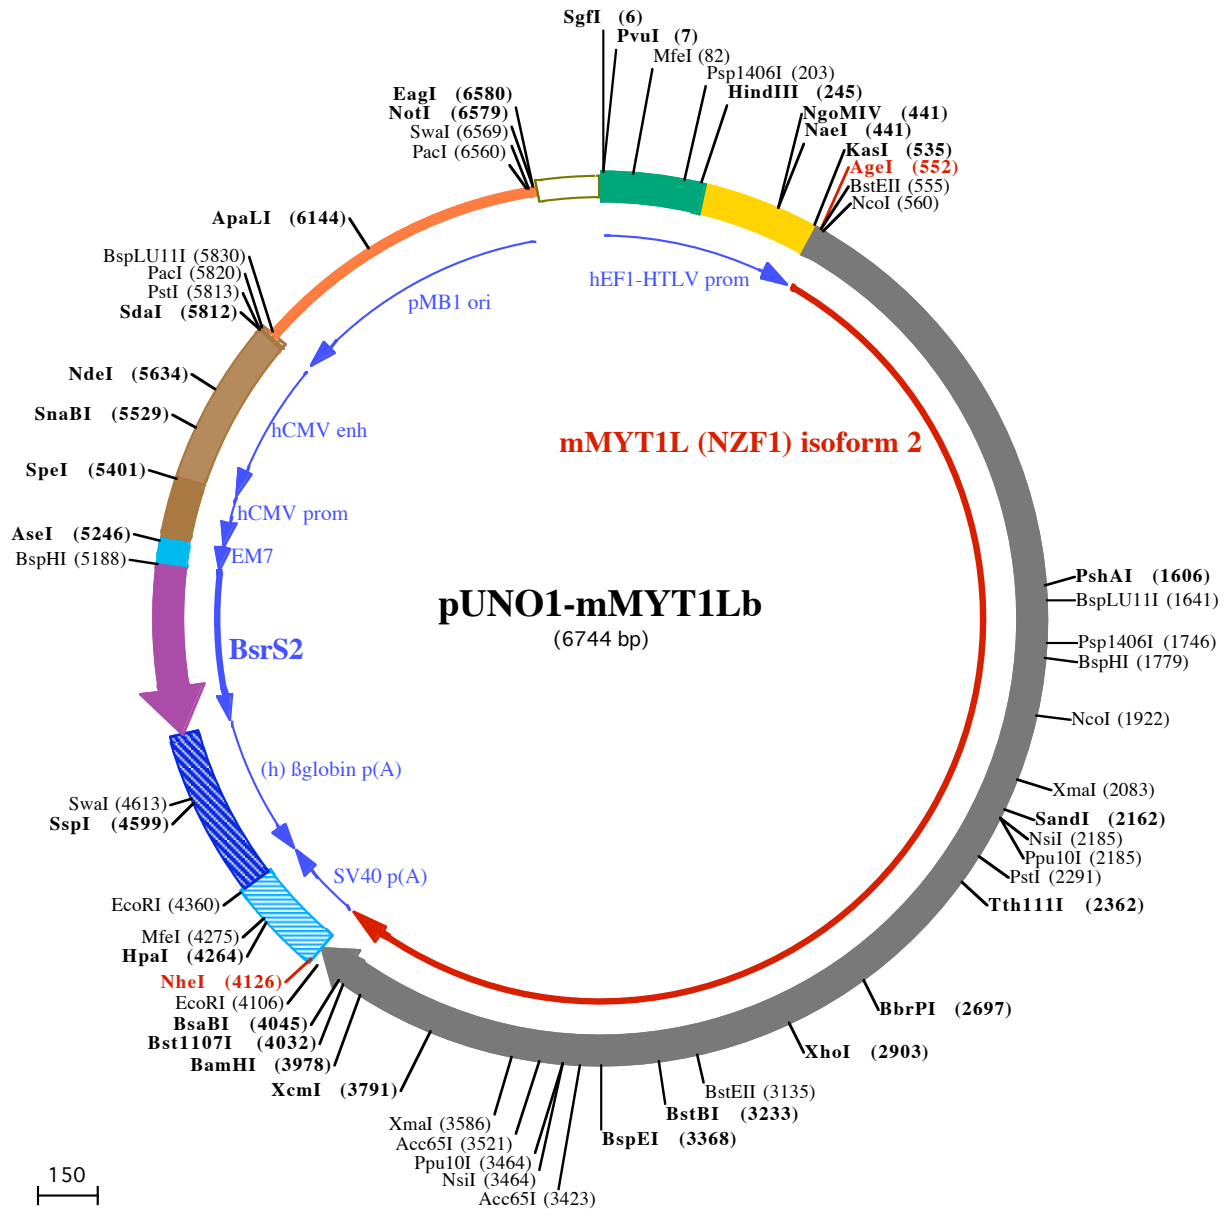 SgfI (6)
PvuI (7)
MfeI (82)
Psp1406I (203)
HindIII (245)
NgoMIV (441)
NaeI (441)
KasI (535)
AgeI (552)
BstEII (555)
NcoI (560)
EagI (6580)
NotI (6579)
SwaI (6569)
PacI (6560)
ApaLI (6144)
BspLU11I (5830)
PacI (5820)
PstI (5813)
SdaI (5812)
NdeI (5634)
SnaBI (5529)
SpeI (5401)
AseI (5246)
BspHI (5188)
hEF1-HTLV prom
pMB1 ori
hCMV enh
hCMV prom
EM7
BsrS2
(h) ßglobin p(A)
SV40 p(A)
mMYT1L (NZF1) isoform 2
pUNO1-mMYT1Lb
(6744 bp)
PshAI (1606)
BspLU11I (1641)
Psp1406I (1746)
BspHI (1779)
NcoI (1922)
XmaI (2083)
SandI (2162)
NsiI (2185)
Ppu10I (2185)
PstI (2291)
Tth111I (2362)
BbrPI (2697)
XhoI (2903)
BstEII (3135)
BstBI (3233)
BspEI (3368)
SwaI (4613)
SspI (4599)
EcoRI (4360)
MfeI (4275)
HpaI (4264)
NheI (4126)
EcoRI (4106)
BsaBI (4045)
Bst1107I (4032)
BamHI (3978)
XcmI (3791)
XmaI (3586)
Acc65I (3521)
Ppu10I (3464)
NsiI (3464)
Acc65I (3423)
150